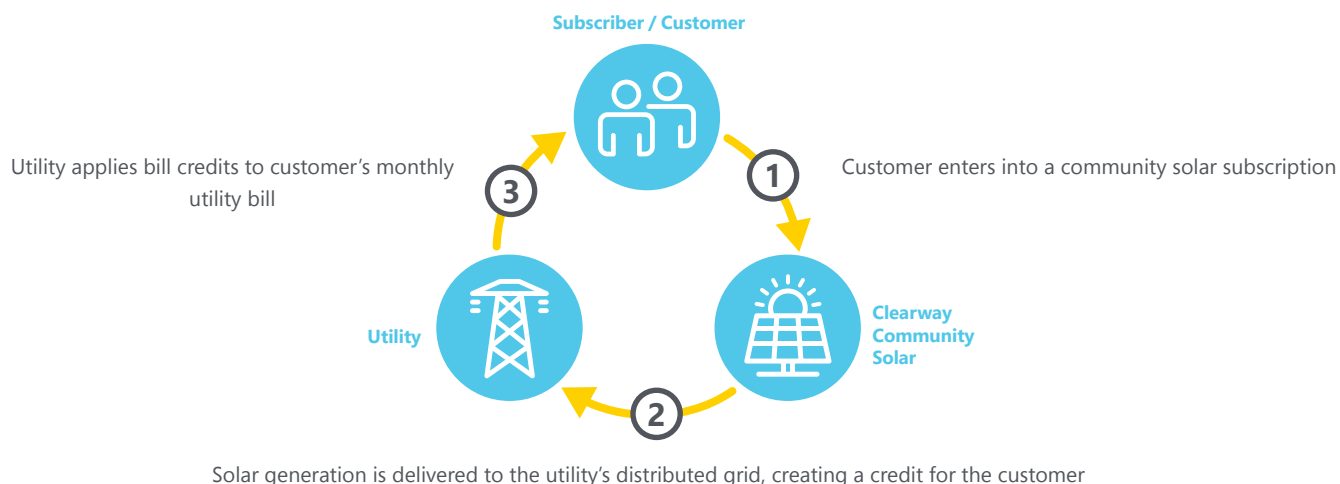 Subscriber / Customer
Utility applies bill credits to customer’s monthly
utility bill
3
1
Customer enters into a community solar subscription
Utility
Clearway
Community
Solar
2
Solar generation is delivered to the utility’s distributed grid, creating a credit for the customer